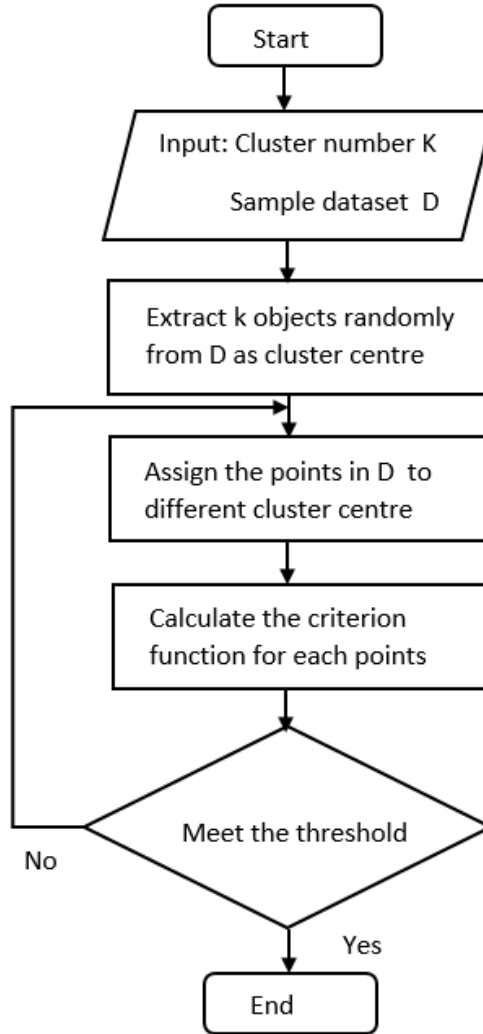 Start
Input: Cluster number K
Sample dataset D
Extract k objects randomly
from D as cluster centre
Assign the points in D to
different cluster centre
Calculate the criterion
function for each points
Meet the threshold
No
Yes
End